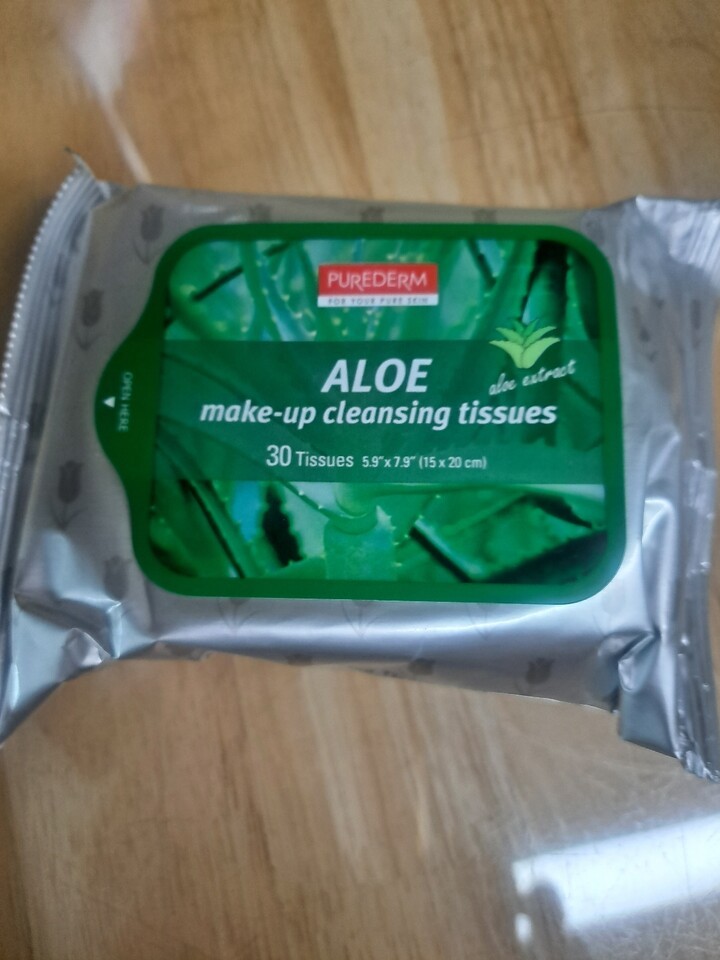 PUREDERM
FOR YOUR PURE SKIN
ALOE
aloe extract
make-up cleansing tissues
30 Tissues 5.9"x 7.9" (15 x 20 cm)
OPEN HERE